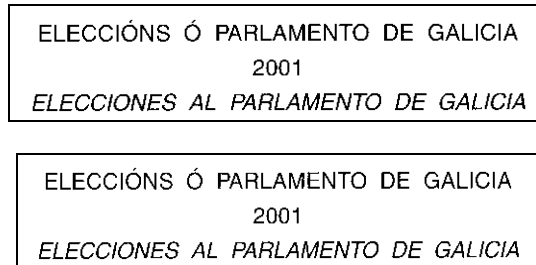 ELECCIÓNS Ó PARLAMENTO DE GALICIA
2001
ELECCIONES AL PARLAMENTO DE GALICIA
ELECCIÓNS Ó PARLAMENTO DE GALICIA
2001
ELECCIONES AL PARLAMENTO DE GALICIA